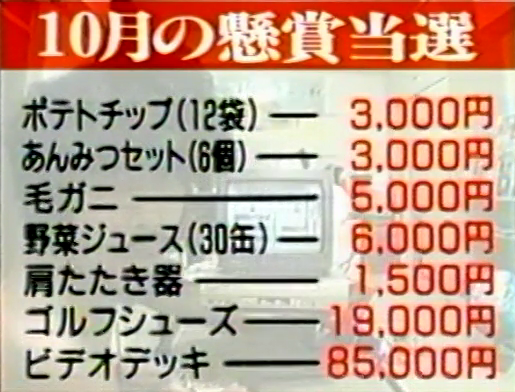 10月の懸賞当選
ポテトチップ(12袋) ― 3,000円
あんみつセット(6個) ― 3,000円
毛ガニ ― 5,000円
野菜ジュース(30缶) ― 6,000円
肩たたき器 ― 1,500円
ゴルフシューズ ― 19,000円
ビデオデッキ ― 85,000円